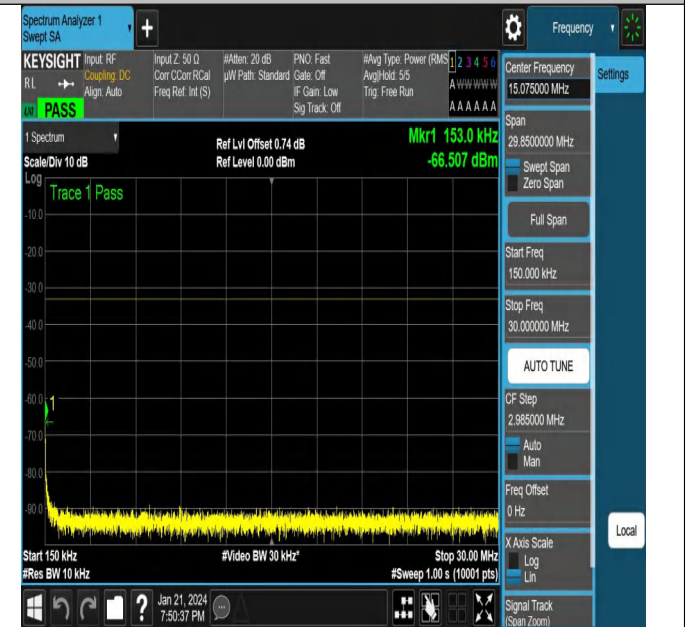 Spectrum Analyzer 1
Swept SA
+
Frequency
KEYSIGHT
RL
PASS
Input: RF
Coupling: DC
Align: Auto
Input Z: 50 Ω
Corr CCorr RCal
Freq Ref: Int (S)
#Atten: 20 dB
µW Path: Standard
PNO: Fast
Gate: Off
IF Gain: Low
Sig Track: Off
#Avg Type: Power (RMS
Avg|Hold: 5/5
Trig: Free Run
1 2 3 4 5 6
A W W W W W
A A A A A A
1 Spectrum
Scale/Div 10 dB
Ref Lvl Offset 0.74 dB
Ref Level 0.00 dBm
Mkr1 153.0 kHz
-66.507 dBm
Log
Trace 1 Pass
-10.0
-20.0
-30.0
-40.0
-50.0
-60.0
-70.0
-80.0
-90.0
1
Start 150 kHz
#Res BW 10 kHz
#Video BW 30 kHz*
Stop 30.00 MHz
#Sweep 1.00 s (10001 pts)
Jan 21, 2024
7:50:37 PM
?
Center Frequency
15.075000 MHz
Settings
Span
29.8500000 MHz
Swept Span
Zero Span
Full Span
Start Freq
150.000 kHz
Stop Freq
30.000000 MHz
AUTO TUNE
CF Step
2.985000 MHz
Auto
Man
Freq Offset
0 Hz
X Axis Scale
Log
Lin
Local
Signal Track
(Span Zoom)